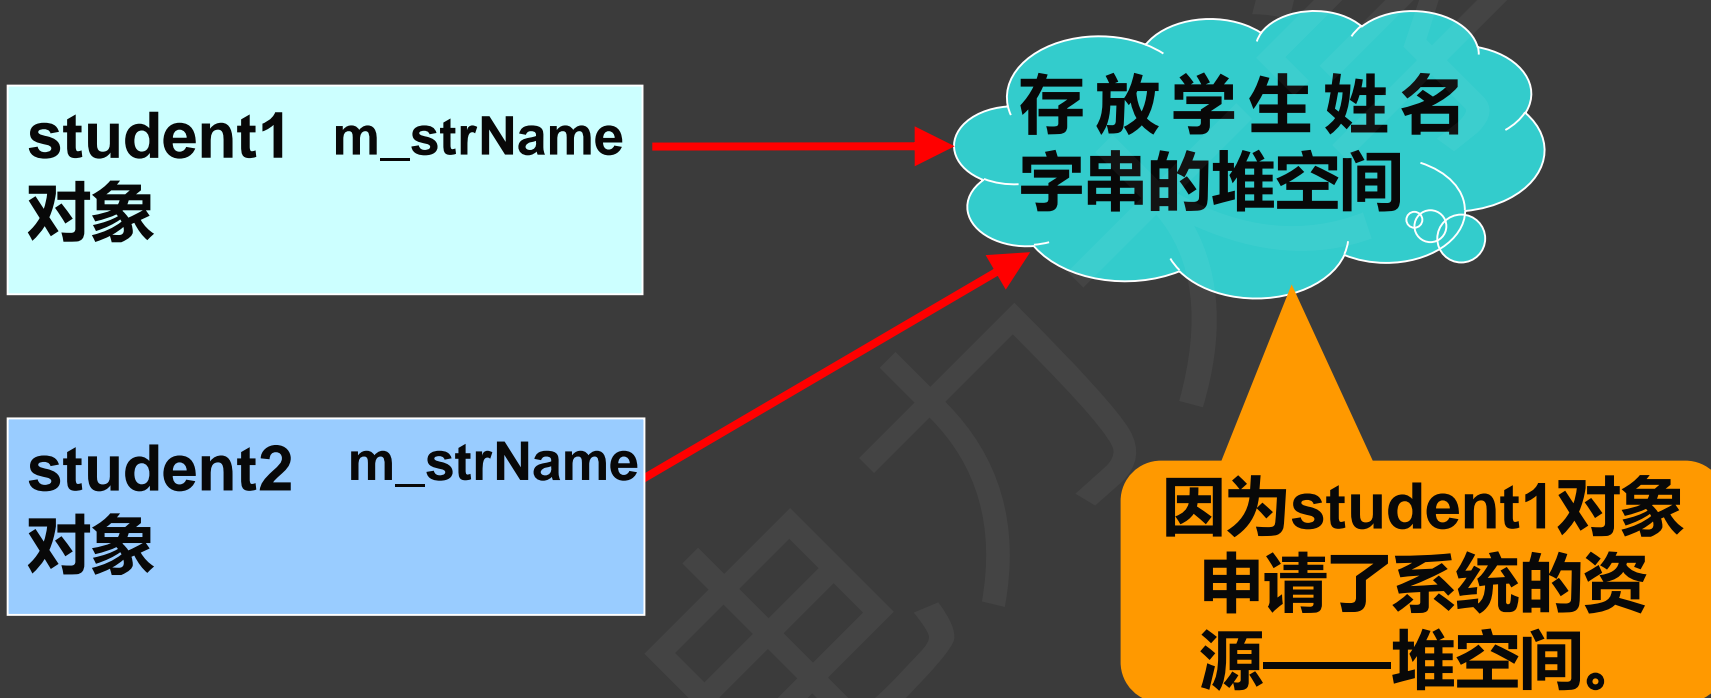 student1 m_strName
对象
存放学生姓名
字串的堆空间
student2 m_strName
对象
因为student1对象
申请了系统的资
源——堆空间。
电力